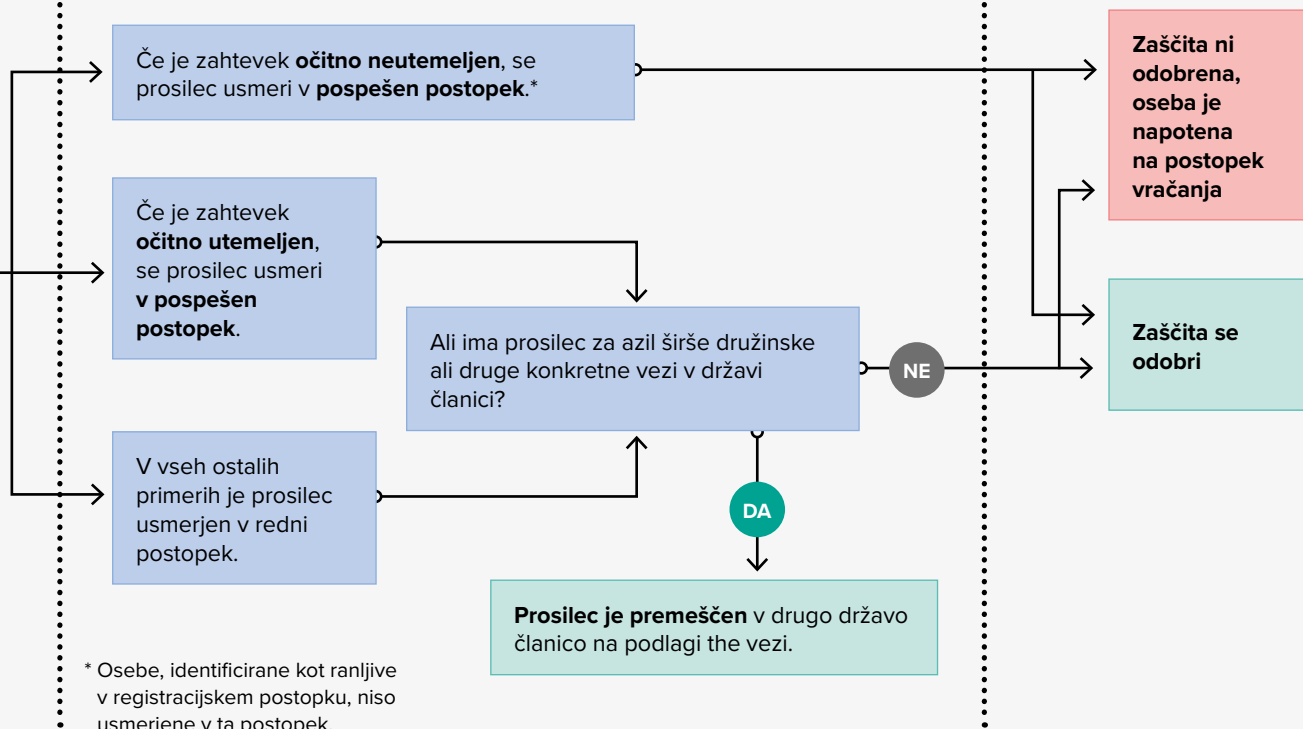 Če je zahtevek očitno neutemeljen, se
prosilec usmeri v pospešen postopek.*
Če je zahtevek
očitno utemeljen,
se prosilec usmeri
v pospešen
postopek.
V vseh ostalih
primerih je prosilec
usmerjen v redni
postopek.
* Osebe, identificirane kot ranljive
v registracijskem postopku, niso
usmerjene v ta postopek.
Ali ima prosilec za azil širše družinske
ali druge konkretne vezi v državi
članici?
NE
DA
Prosilec je premeščen v drugo državo
članico na podlagi the vezi.
Zaščita ni
odobrena,
oseba je
napotena
na postopek
vračanja
Zaščita se
odobri